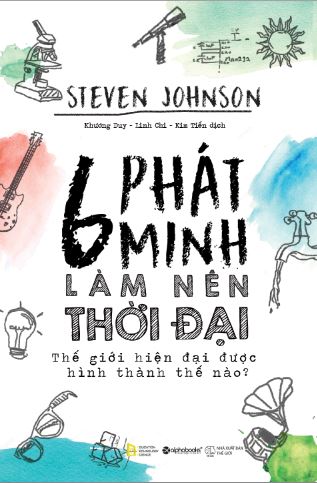 STEVEN JOHNSON
Khương Duy - Linh Chi - Kim Tiến dịch
6 PHÁT
MINH
LÀM NÊN
THỜI ĐẠI
Thế giới hiện đại được
hình thành thế nào?
alphabooks
NHÀ XUẤT BẢN
THẾ GIỚI